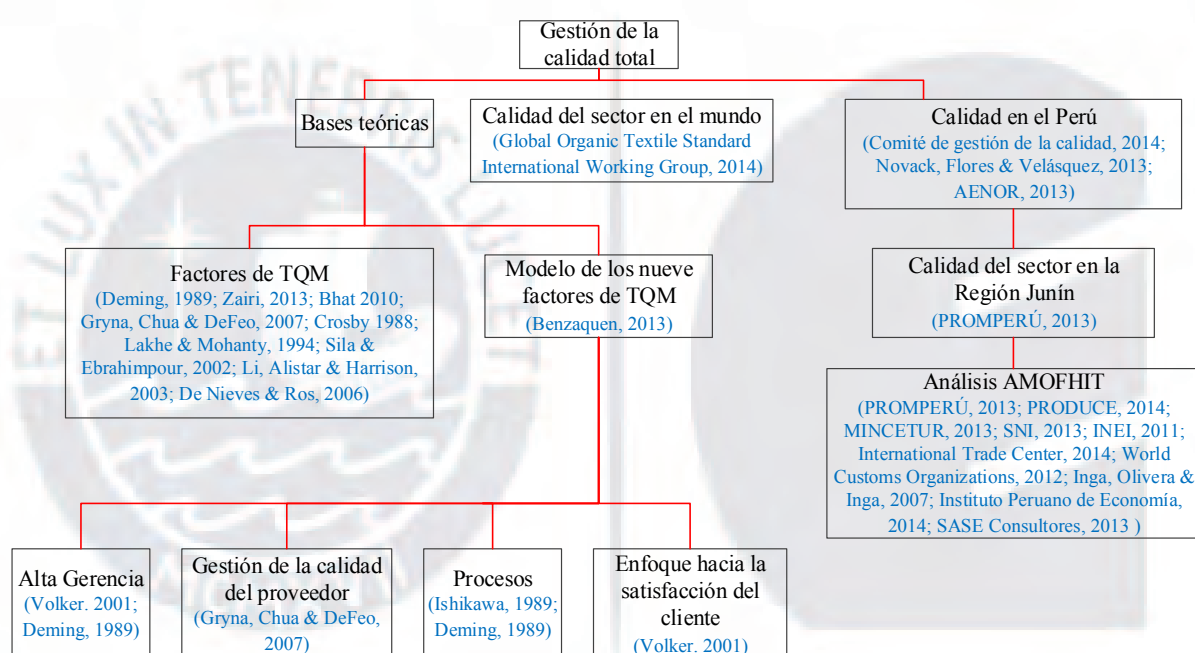 Gestión de la
calidad total
Bases teóricas
Calidad del sector en el mundo
(Global Organic Textile Standard
International Working Group, 2014)
Calidad en el Perú
(Comité de gestión de la calidad, 2014;
Novack, Flores & Velásquez, 2013;
AENOR, 2013)
Factores de TQM
(Deming, 1989; Zairi, 2013; Bhat 2010;
Gryna, Chua & DeFeo, 2007; Crosby 1988;
Lakhe & Mohanty, 1994; Sila &
Ebrahimpour, 2002; Li, Alistar & Harrison,
2003; De Nieves & Ros, 2006)
Modelo de los nueve
factores de TQM
(Benzaquen, 2013)
Calidad del sector en la
Región Junín
(PROMPERÚ, 2013)
Análisis AMOFHIT
(PROMPERÚ, 2013; PRODUCE, 2014;
MINCETUR, 2013; SNI, 2013; INEI, 2011;
International Trade Center, 2014; World
Customs Organizations, 2012; Inga, Olivera &
Inga, 2007; Instituto Peruano de Economía,
2014; SASE Consultores, 2013 )
Alta Gerencia
(Volker. 2001;
Deming, 1989)
Gestión de la calidad
del proveedor
(Gryna, Chua & DeFeo,
2007)
Procesos
(Ishikawa, 1989;
Deming, 1989)
Enfoque hacia la
satisfacción del
cliente
(Volker. 2001)
ET LUX IN TENEBRIS LUCET